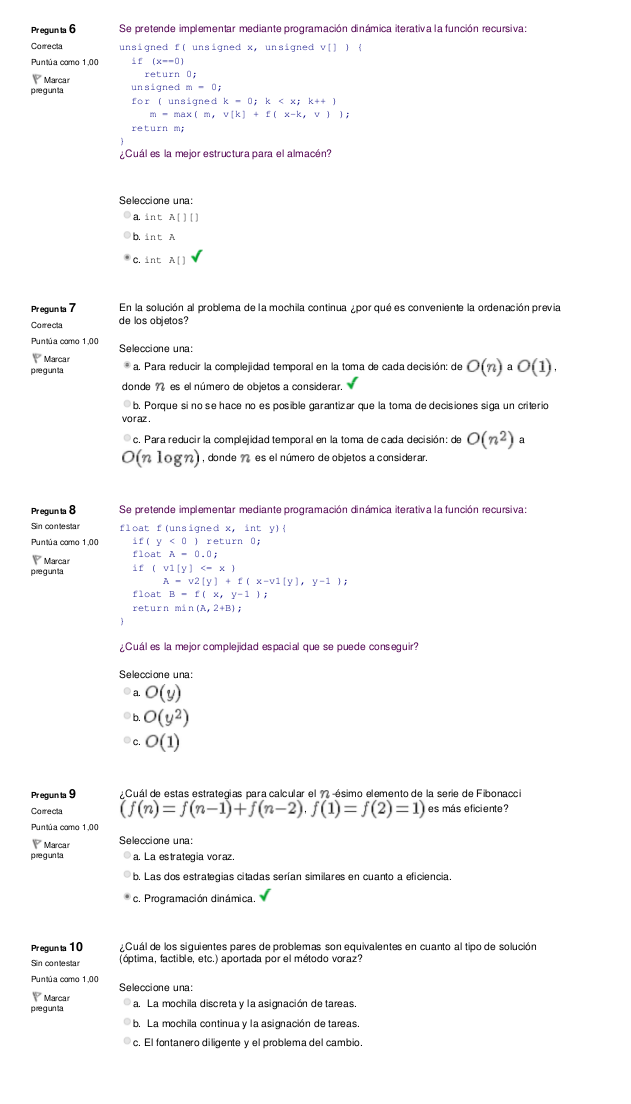 Pregunta 6
Correcta
Puntúa como 1,00
Marcar
pregunta
Se pretende implementar mediante programación dinámica iterativa la función recursiva:
unsigned f( unsigned x, unsigned v[] ) {
if (x==0)
return 0;
unsigned m = 0;
for ( unsigned k = 0; k < x; k++ )
m = max( m, v[k] + f( x-k, v ) );
return m;
}
¿Cuál es la mejor estructura para el almacén?
Seleccione una:
a. int A[][]
b. int A
c. int A[]
Pregunta 7
Correcta
Puntúa como 1,00
Marcar
pregunta
En la solución al problema de la mochila continua ¿por qué es conveniente la ordenación previa
de los objetos?
Seleccione una:
a. Para reducir la complejidad temporal en la toma de cada decisión: de O(n) a O(1),
donde n es el número de objetos a considerar.
b. Porque si no se hace no es posible garantizar que la toma de decisiones siga un criterio
voraz.
c. Para reducir la complejidad temporal en la toma de cada decisión: de O(n²) a
O(n log n), donde n es el número de objetos a considerar.
Pregunta 8
Sin contestar
Puntúa como 1,00
Marcar
pregunta
Se pretende implementar mediante programación dinámica iterativa la función recursiva:
float f(unsigned x, int y){
if( y < 0 ) return 0;
float A = 0.0;
if ( v1[y] <= x )
A = v2[y] + f( x-v1[y], y-1 );
float B = f( x, y-1 );
return min(A,2+B);
}
¿Cuál es la mejor complejidad espacial que se puede conseguir?
Seleccione una:
a. O(y)
b. O(y²)
c. O(1)
Pregunta 9
Correcta
Puntúa como 1,00
Marcar
pregunta
¿Cuál de estas estrategias para calcular el n-ésimo elemento de la serie de Fibonacci
(f(n)=f(n−1)+f(n−2), f(1)=f(2)=1) es más eficiente?
Seleccione una:
a. La estrategia voraz.
b. Las dos estrategias citadas serían similares en cuanto a eficiencia.
c. Programación dinámica.
Pregunta 10
Sin contestar
Puntúa como 1,00
Marcar
pregunta
¿Cuál de los siguientes pares de problemas son equivalentes en cuanto al tipo de solución
(óptima, factible, etc.) aportada por el método voraz?
Seleccione una:
a. La mochila discreta y la asignación de tareas.
b. La mochila continua y la asignación de tareas.
c. El fontanero diligente y el problema del cambio.